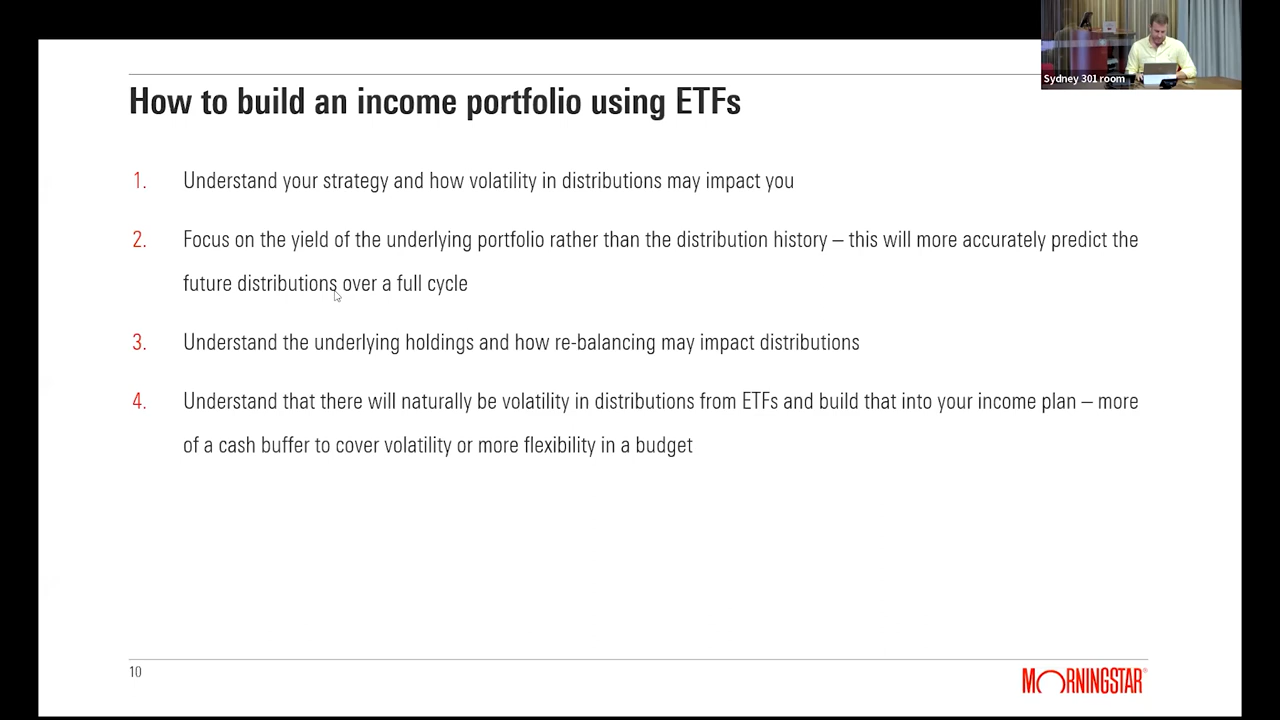 Sydney 301 room
How to build an income portfolio using ETFs
1. Understand your strategy and how volatility in distributions may impact you
2. Focus on the yield of the underlying portfolio rather than the distribution history – this will more accurately predict the
future distributions over a full cycle
3. Understand the underlying holdings and how re-balancing may impact distributions
4. Understand that there will naturally be volatility in distributions from ETFs and build that into your income plan – more
of a cash buffer to cover volatility or more flexibility in a budget
10
MORNINGSTAR®